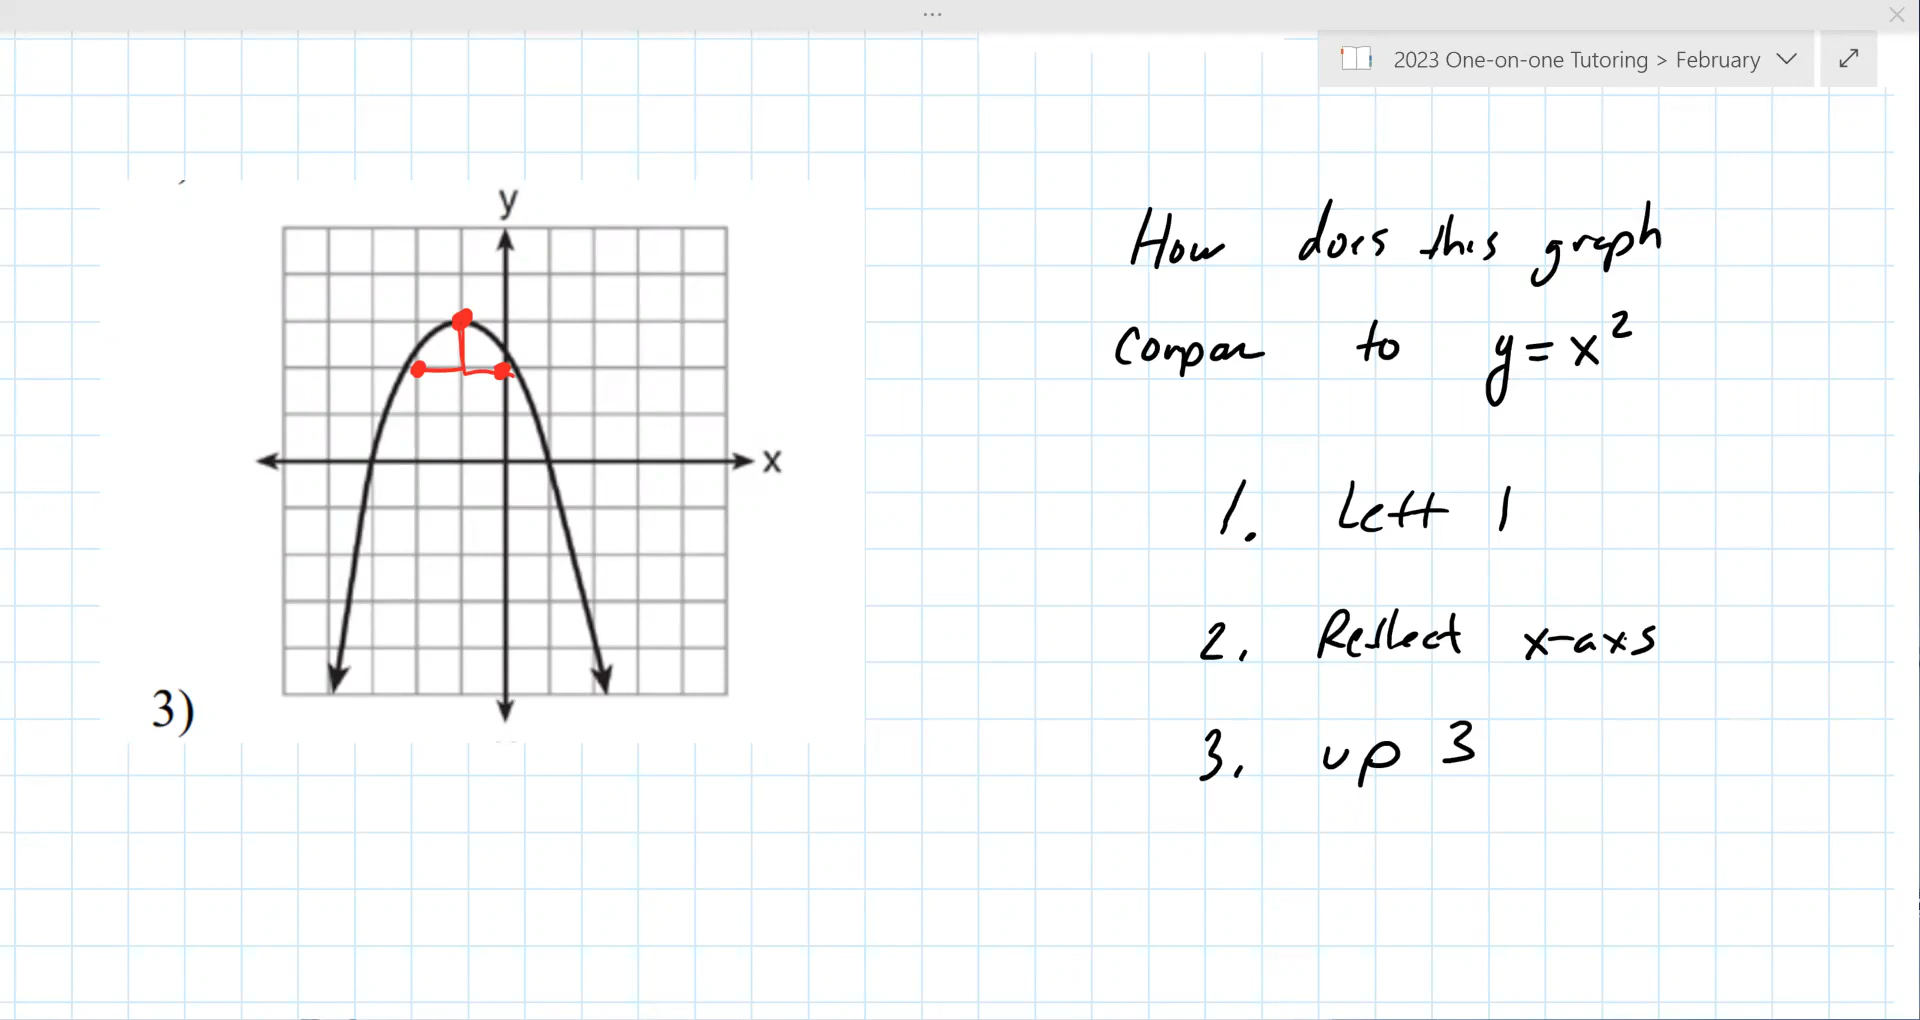 2023 One-on-one Tutoring > February
y
x
3)
How does this graph
Compare to y = x²
1. Left 1
2. Reflect x-axs
3. up 3